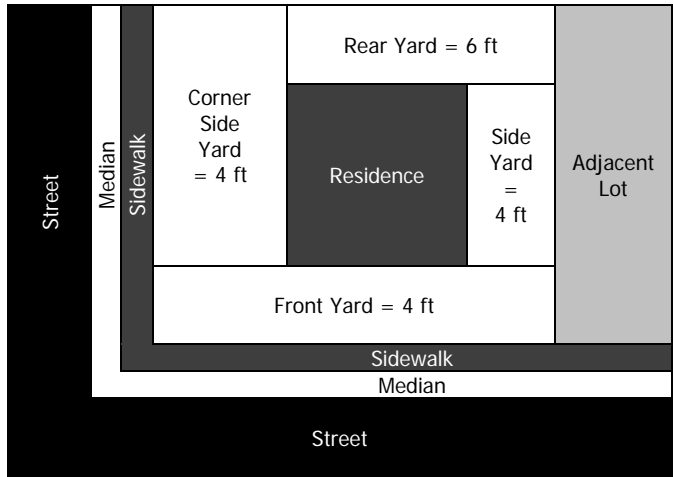 Rear Yard = 6 ft
Corner
Side
Yard
= 4 ft
Street
Median
Sidewalk
Residence
Side
Yard
=
4 ft
Adjacent
Lot
Front Yard = 4 ft
Sidewalk
Median
Street